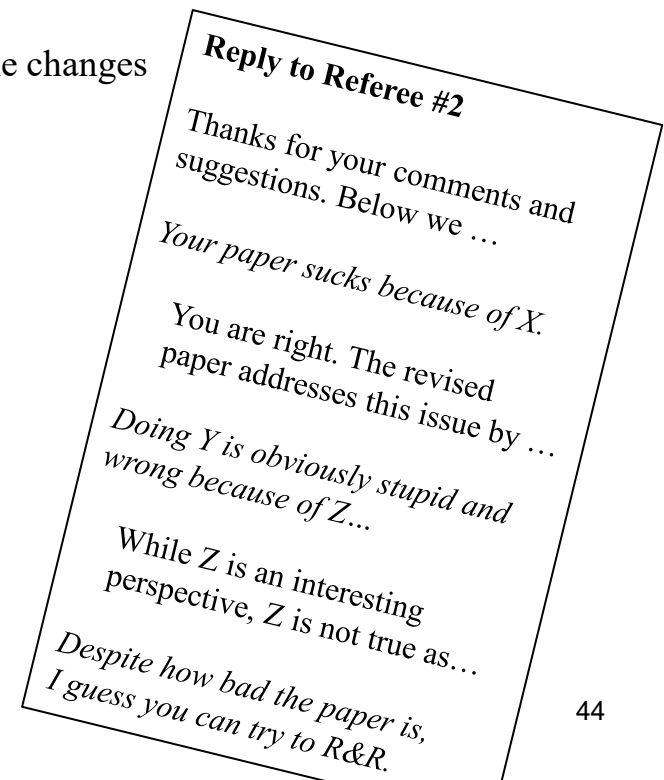 e changes
Reply to Referee #2
Thanks for your comments and
suggestions. Below we …
Your paper sucks because of X.
You are right. The revised
paper addresses this issue by …
Doing Y is obviously stupid and
wrong because of Z...
While Z is an interesting
perspective, Z is not true as…
Despite how bad the paper is,
I guess you can try to R&R.
44